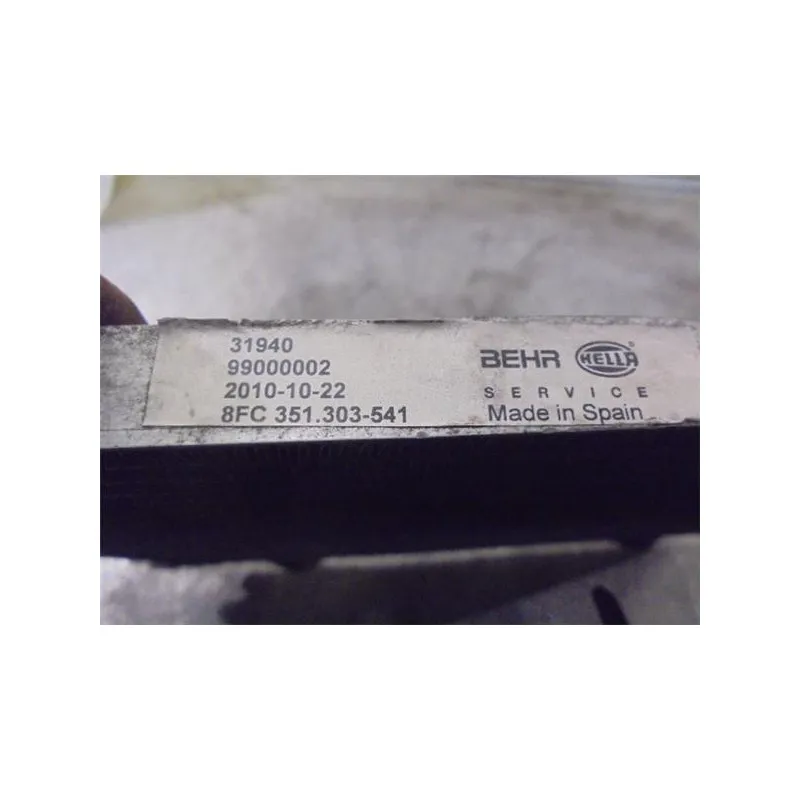 31940
99000002
2010-10-22
8FC 351.303-541
BEHR HELLA
SERVICE
Made in Spain